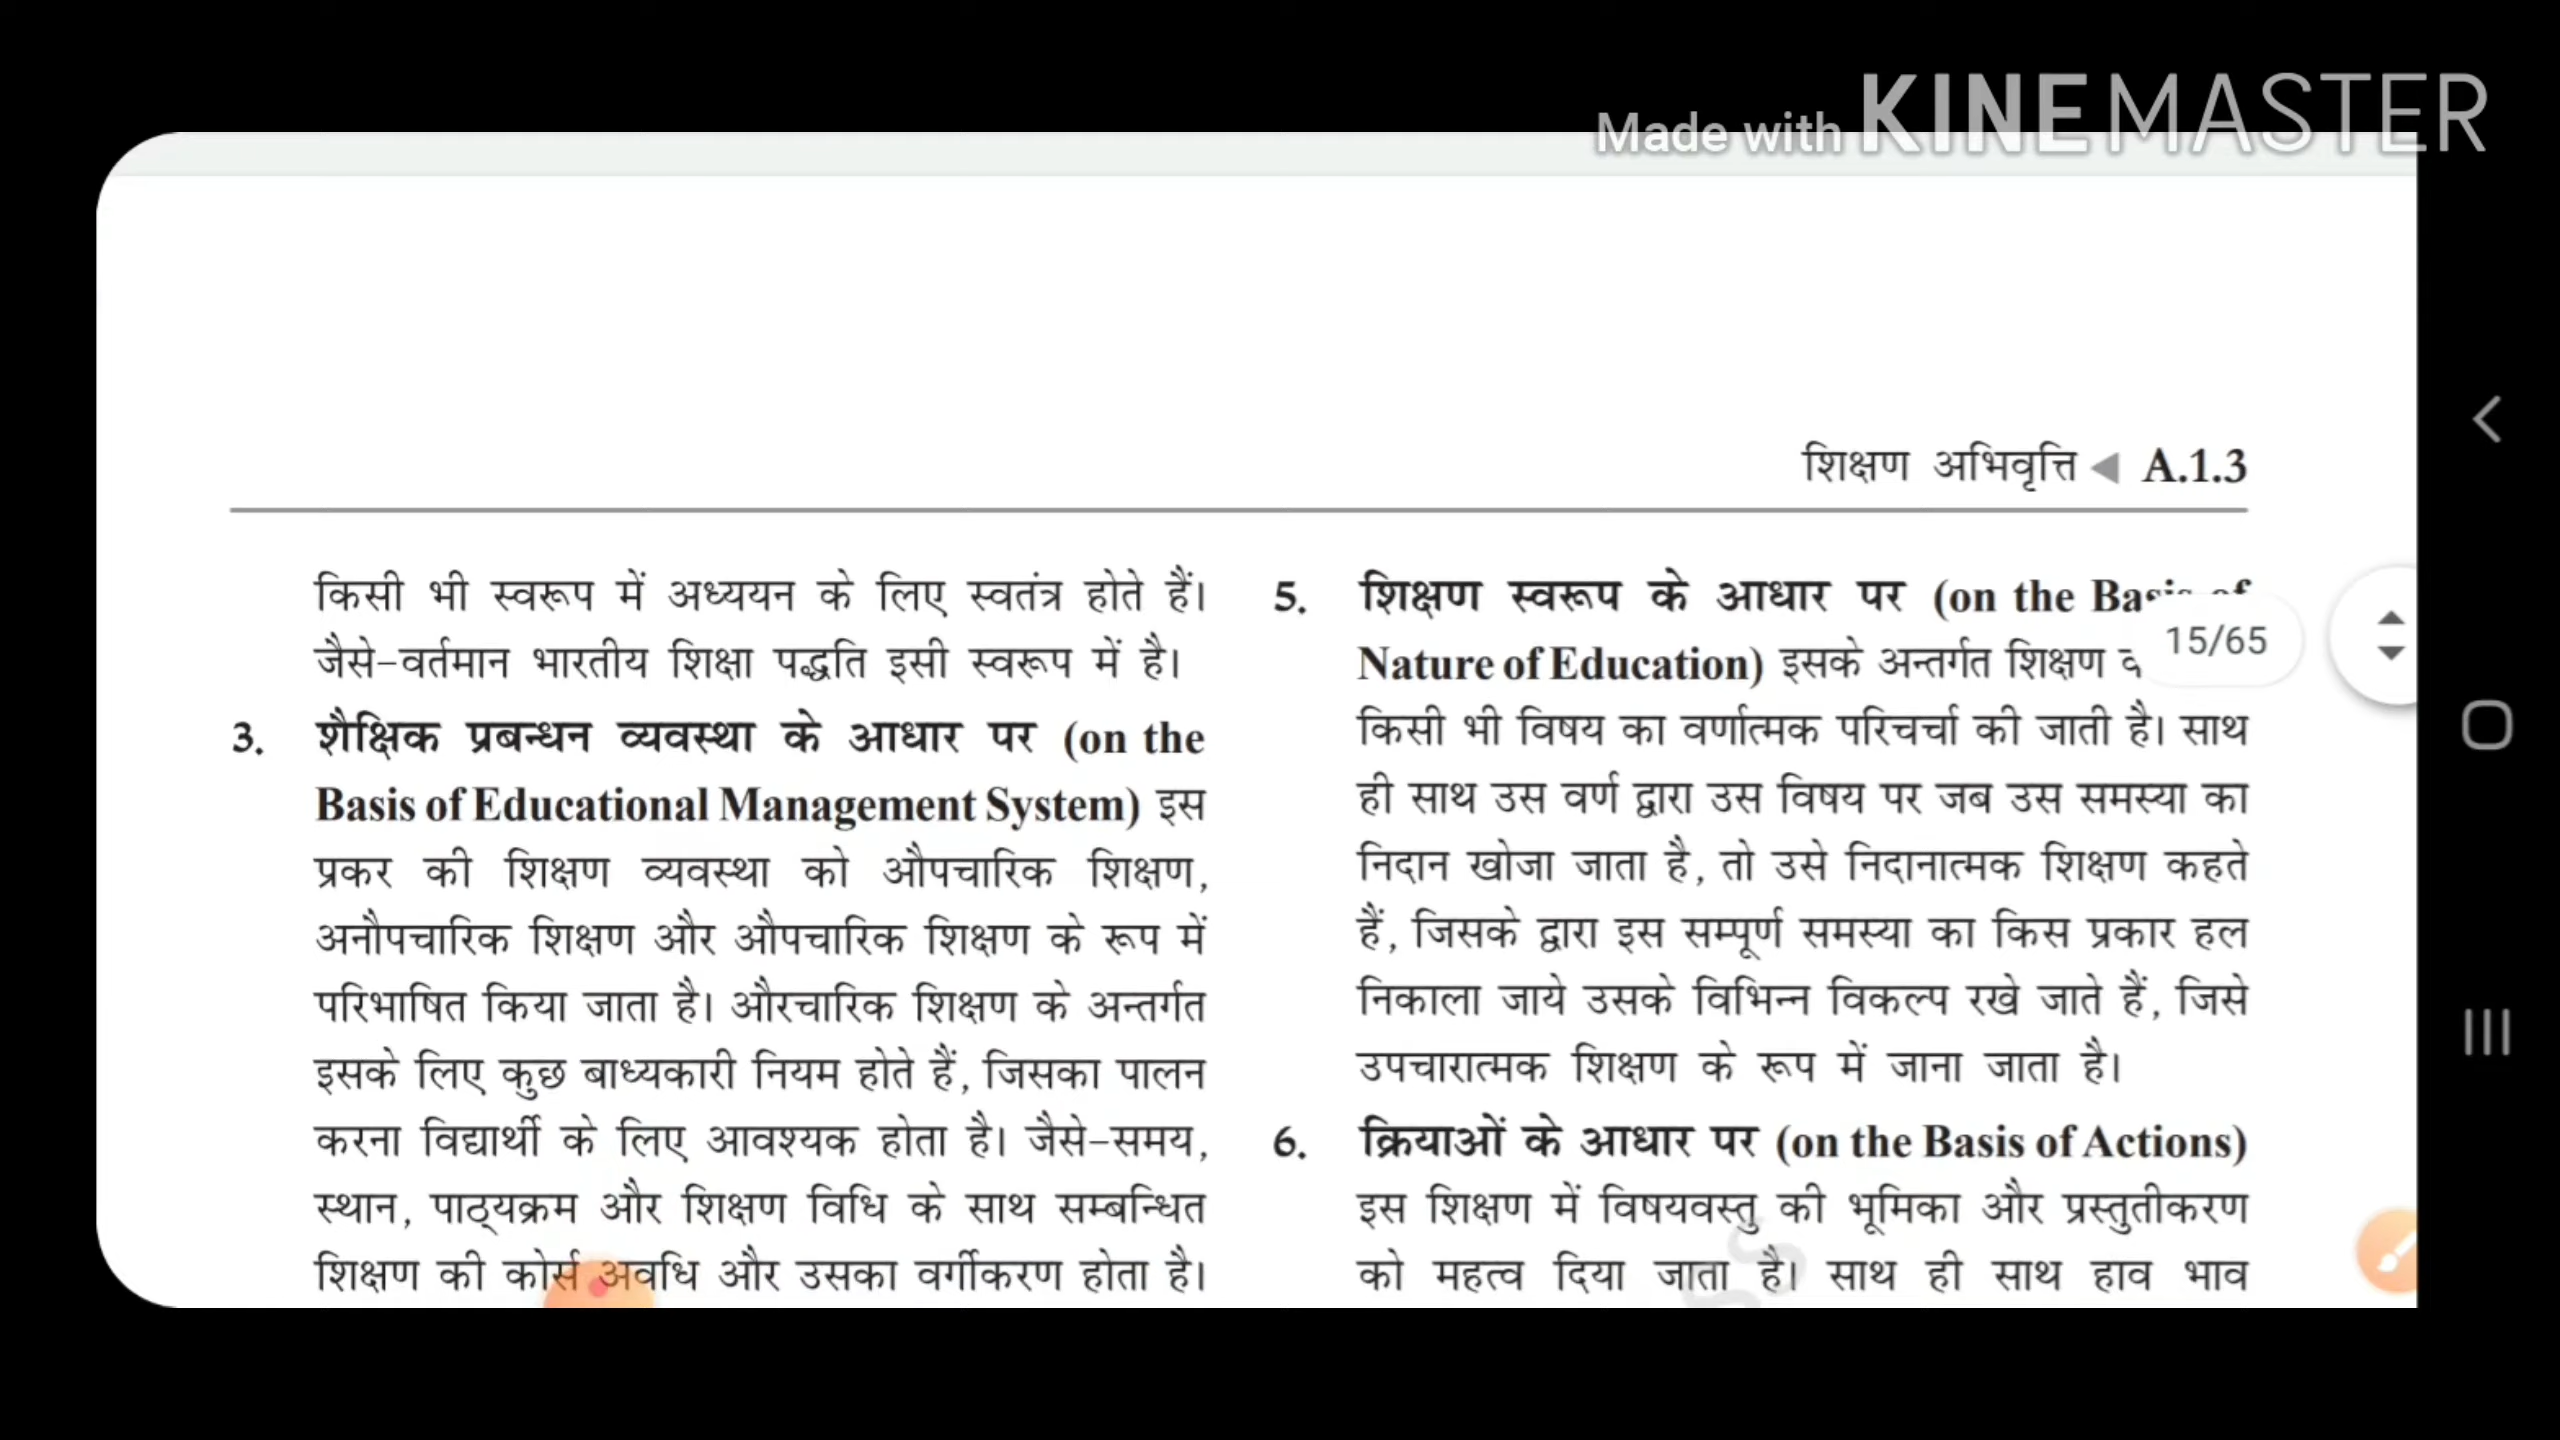 Made with KINEMASTER
शिक्षण अभिवृत्ति ◀ A.1.3
किसी भी स्वरूप में अध्ययन के लिए स्वतंत्र होते हैं।
जैसे-वर्तमान भारतीय शिक्षा पद्धति इसी स्वरूप में है।
3. शैक्षिक प्रबन्धन व्यवस्था के आधार पर (on the
Basis of Educational Management System) इस
प्रकर की शिक्षण व्यवस्था को औपचारिक शिक्षण,
अनौपचारिक शिक्षण और औपचारिक शिक्षण के रूप में
परिभाषित किया जाता है। औरचारिक शिक्षण के अन्तर्गत
इसके लिए कुछ बाध्यकारी नियम होते हैं, जिसका पालन
करना विद्यार्थी के लिए आवश्यक होता है। जैसे-समय,
स्थान, पाठ्यक्रम और शिक्षण विधि के साथ सम्बन्धित
शिक्षण की कोर्स अवधि और उसका वर्गीकरण होता है।
5. शिक्षण स्वरूप के आधार पर (on the Basis of
Nature of Education) इसके अन्तर्गत शिक्षण
15/65
किसी भी विषय का वर्णात्मक परिचर्चा की जाती है। साथ
ही साथ उस वर्ण द्वारा उस विषय पर जब उस समस्या का
निदान खोजा जाता है, तो उसे निदानात्मक शिक्षण कहते
हैं, जिसके द्वारा इस सम्पूर्ण समस्या का किस प्रकार हल
निकाला जाये उसके विभिन्न विकल्प रखे जाते हैं, जिसे
उपचारात्मक शिक्षण के रूप में जाना जाता है।
6. क्रियाओं के आधार पर (on the Basis of Actions)
इस शिक्षण में विषयवस्तु की भूमिका और प्रस्तुतीकरण
को महत्व दिया जाता है। साथ ही साथ हाव भाव